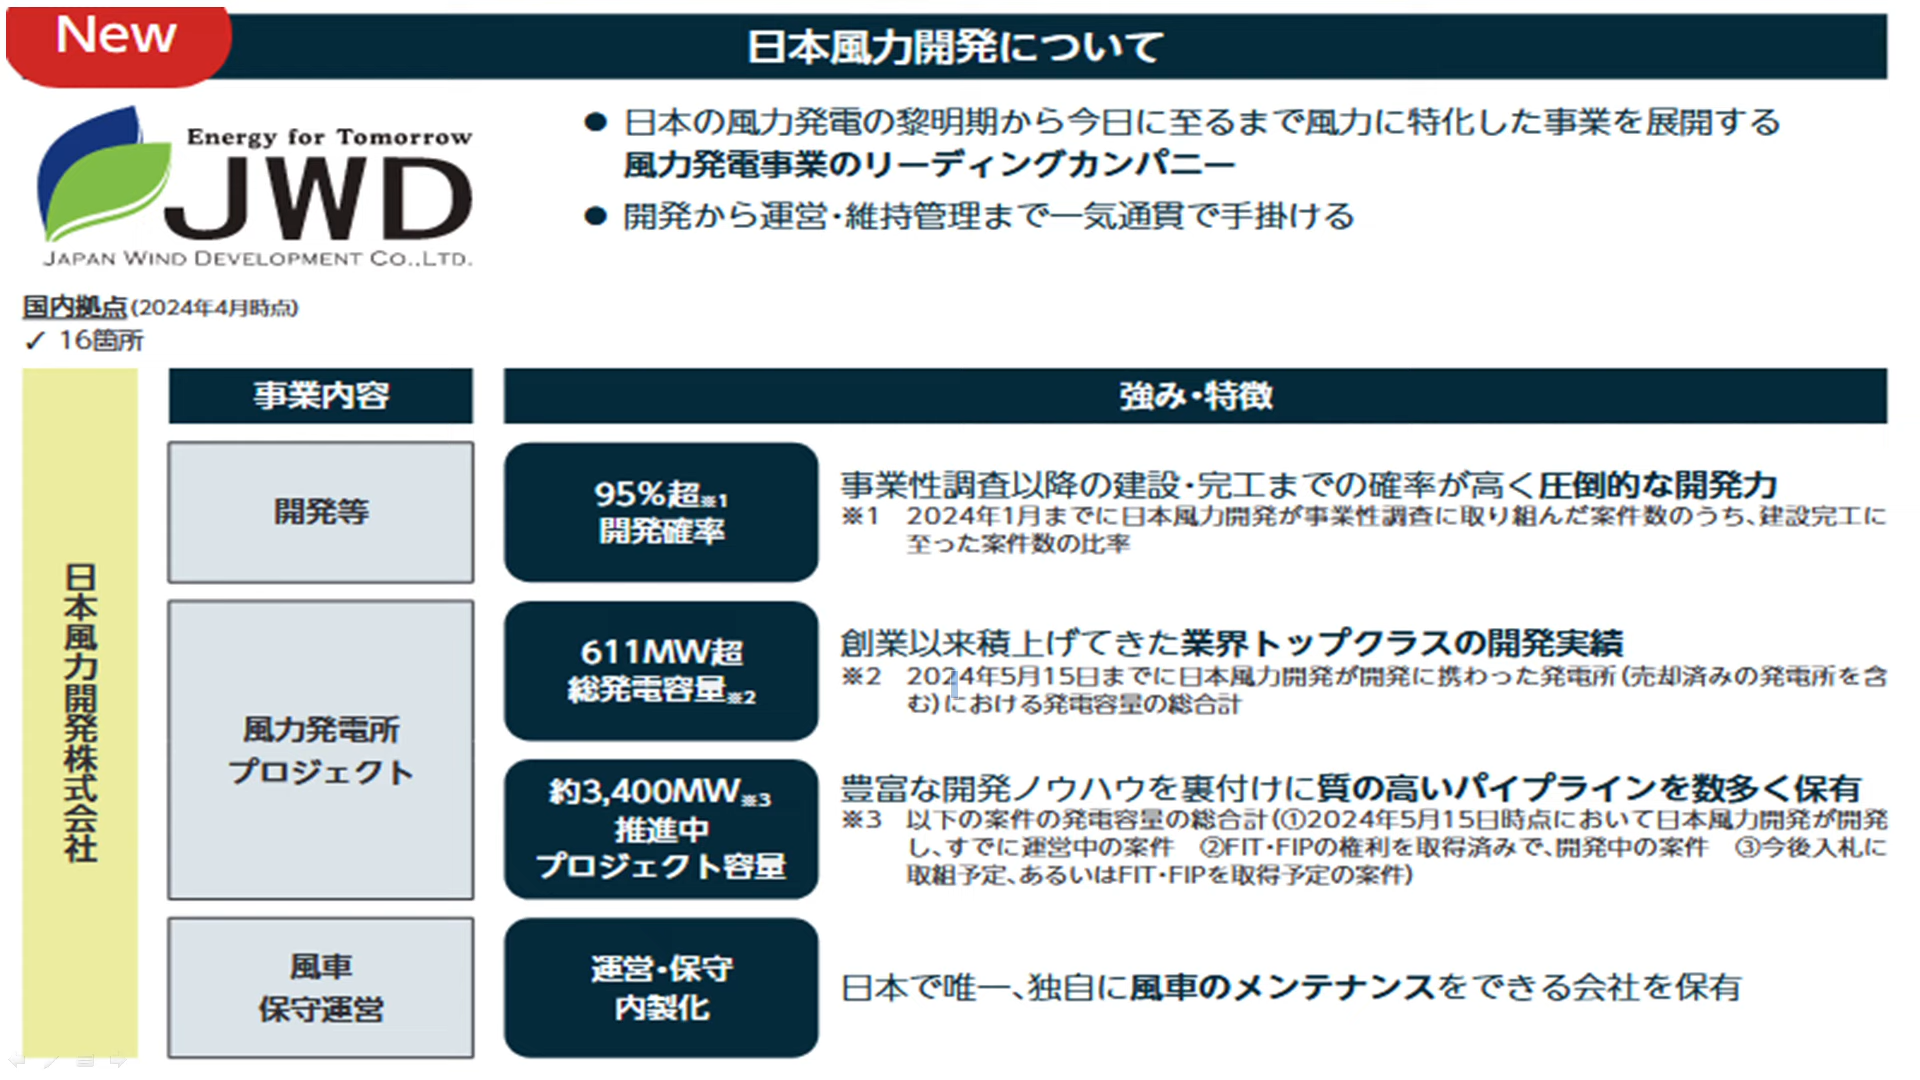 New
日本風力開発について
Energy for Tomorrow
JWD
JAPAN WIND DEVELOPMENT CO.,LTD.
● 日本の風力発電の黎明期から今日に至るまで風力に特化した事業を展開する
風力発電事業のリーディングカンパニー
● 開発から運営・維持管理まで一気通貫で手掛ける
国内拠点(2024年4月時点)
✓ 16箇所
日本風力開発株式会社
事業内容
強み・特徴
開発等
95%超※1
開発確率
事業性調査以降の建設・完工までの確率が高く圧倒的な開発力
※1 2024年1月までに日本風力開発が事業性調査に取り組んだ案件数のうち、建設完工に
至った案件数の比率
風力発電所
プロジェクト
611MW超
総発電容量※2
創業以来積上げてきた業界トップクラスの開発実績
※2 2024年5月15日までに日本風力開発が開発に携わった発電所(売却済みの発電所を含
む)における発電容量の総合計
約3,400MW※3
推進中
プロジェクト容量
豊富な開発ノウハウを裏付けに質の高いパイプラインを数多く保有
※3 以下の案件の発電容量の総合計(①2024年5月15日時点において日本風力開発が開発
し、すでに運営中の案件 ②FIT・FIPの権利を取得済みで、開発中の案件 ③今後入札に
取組予定、あるいはFIT・FIPを取得予定の案件)
風車
保守運営
運営・保守
内製化
日本で唯一、独自に風車のメンテナンスをできる会社を保有